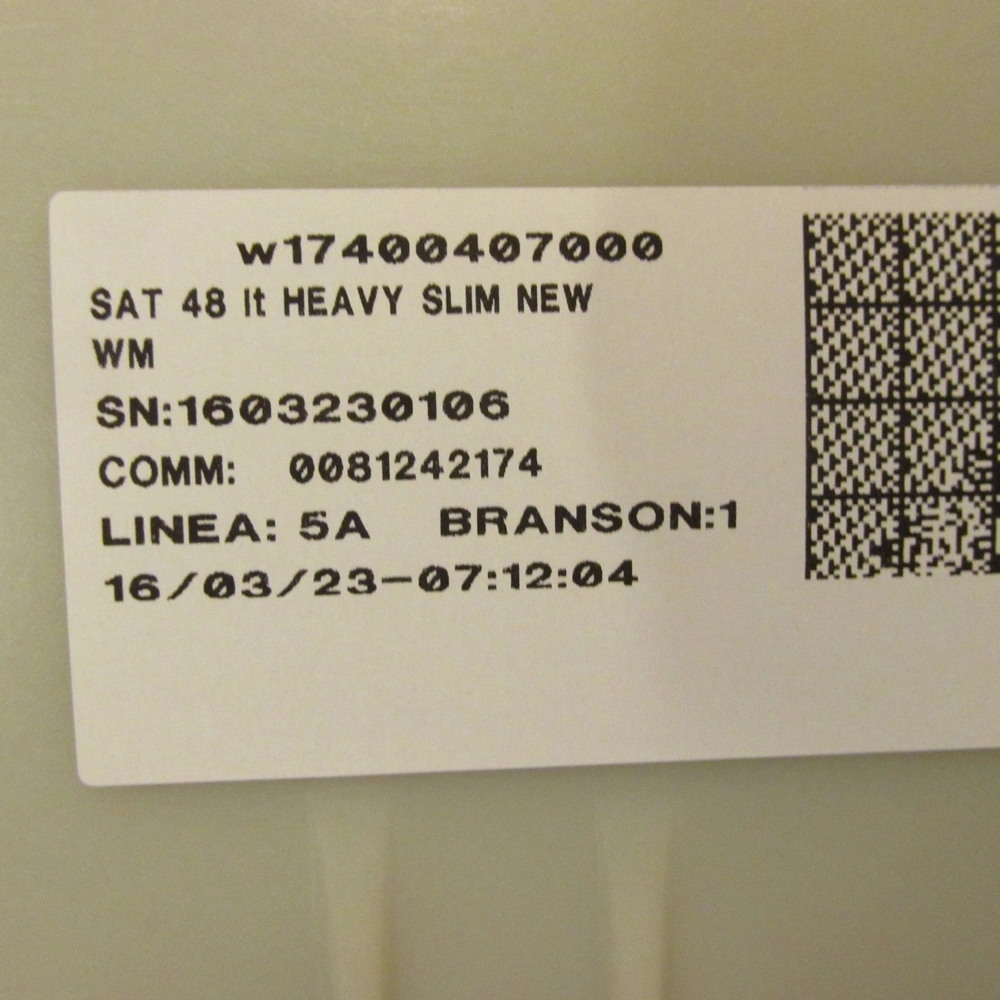 w17400407000
SAT 48 lt HEAVY SLIM NEW
WM
SN:1603230106
COMM: 0081242174
LINEA: 5A BRANSON:1
16/03/23-07:12:04